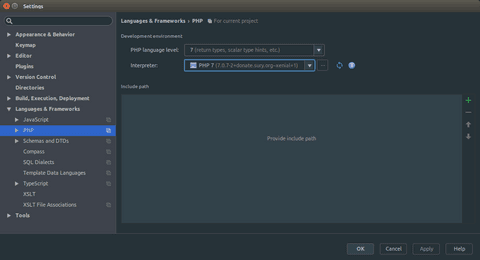 Settings
Appearance & Behavior
Keymap
Editor
Plugins
Version Control
Directories
Build, Execution, Deployment
Languages & Frameworks
JavaScript
PHP
Schemas and DTDs
Compass
SQL Dialects
Template Data Languages
TypeScript
XSLT
XSLT File Associations
Tools
Languages & Frameworks › PHP
For current project
Development environment
PHP language level:
7 (return types, scalar type hints, etc.)
Interpreter:
PHP 7 (7.0.7-2+donate.sury.org~xenial+1)
...
Include path
Provide include path
OK
Cancel
Apply
Help